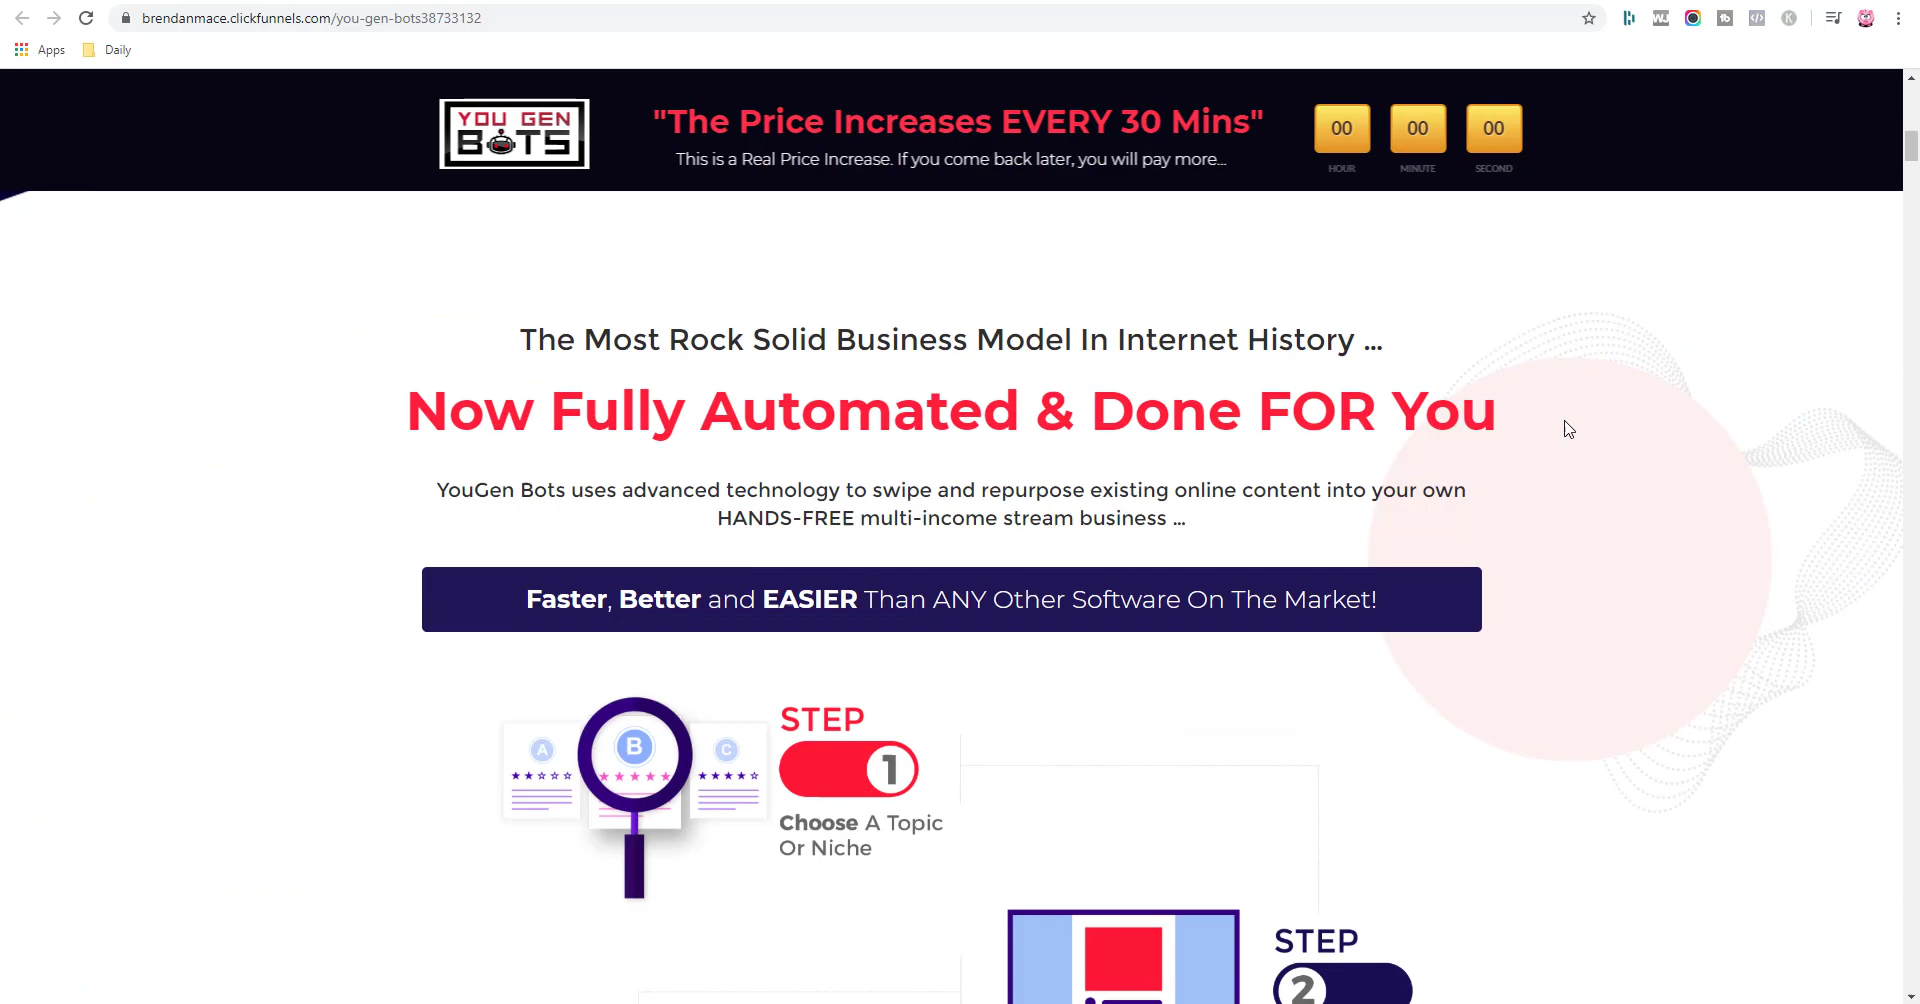 brendanmace.clickfunnels.com/you-gen-bots38733132
Apps
Daily
YOU GEN
BOTS
"The Price Increases EVERY 30 Mins"
This is a Real Price Increase. If you come back later, you will pay more...
00
00
00
HOUR
MINUTE
SECOND
The Most Rock Solid Business Model In Internet History ...
Now Fully Automated & Done FOR You
YouGen Bots uses advanced technology to swipe and repurpose existing online content into your own
HANDS-FREE multi-income stream business ...
Faster, Better and EASIER Than ANY Other Software On The Market!
A
B
C
STEP
1
Choose A Topic
Or Niche
STEP
2